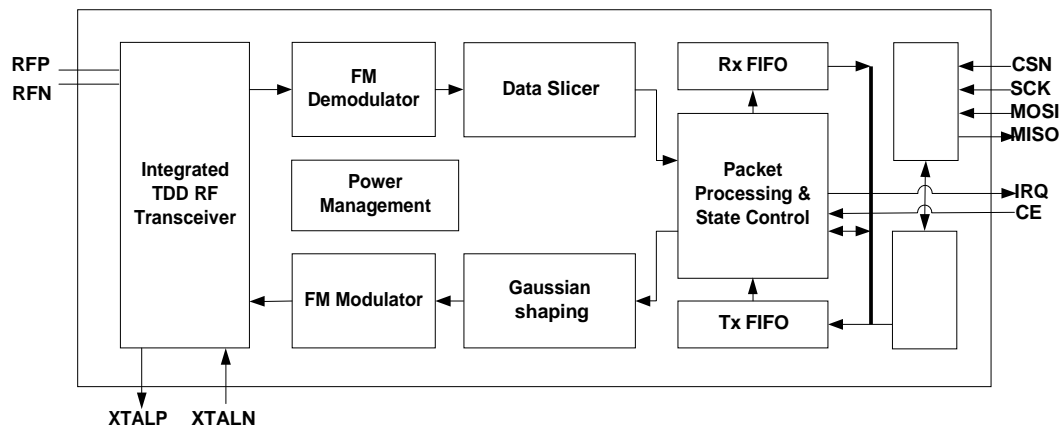 RFP
RFN
Integrated
TDD RF
Transceiver
FM
Demodulator
Data Slicer
Power
Management
FM Modulator
Gaussian
shaping
Rx FIFO
Packet
Processing &
State Control
Tx FIFO
CSN
SCK
MOSI
MISO
IRQ
CE
XTALP
XTALN